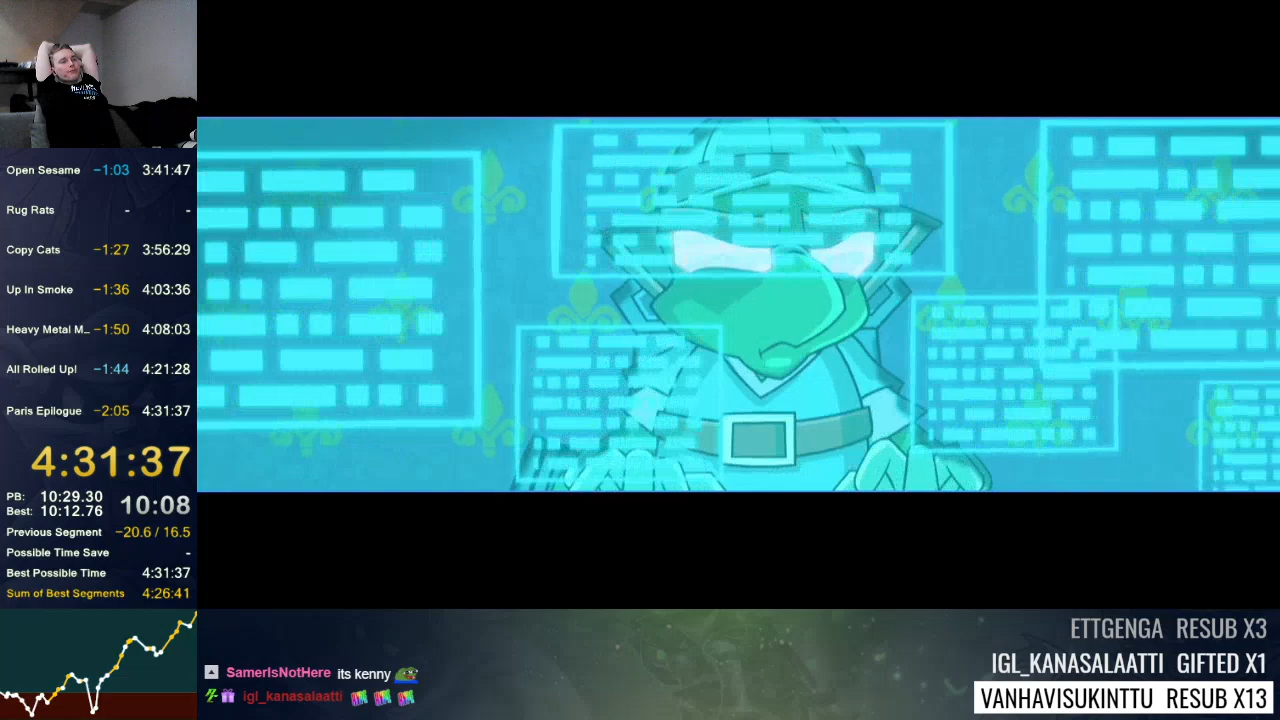 Open Sesame −1:03 3:41:47
Rug Rats - -
Copy Cats −1:27 3:56:29
Up In Smoke −1:36 4:03:36
Heavy Metal M... −1:50 4:08:03
All Rolled Up! −1:44 4:21:28
Paris Epilogue −2:05 4:31:37
4:31:37
PB: 10:29.30
Best: 10:12.76
10:08
Previous Segment −20.6 / 16.5
Possible Time Save -
Best Possible Time 4:31:37
Sum of Best Segments 4:26:41
SamerIsNotHere its kenny
igl_kanasalaatti
ETTGENGA RESUB X3
IGL_KANASALAATTI GIFTED X1
VANHAVISUKINTTU RESUB X13